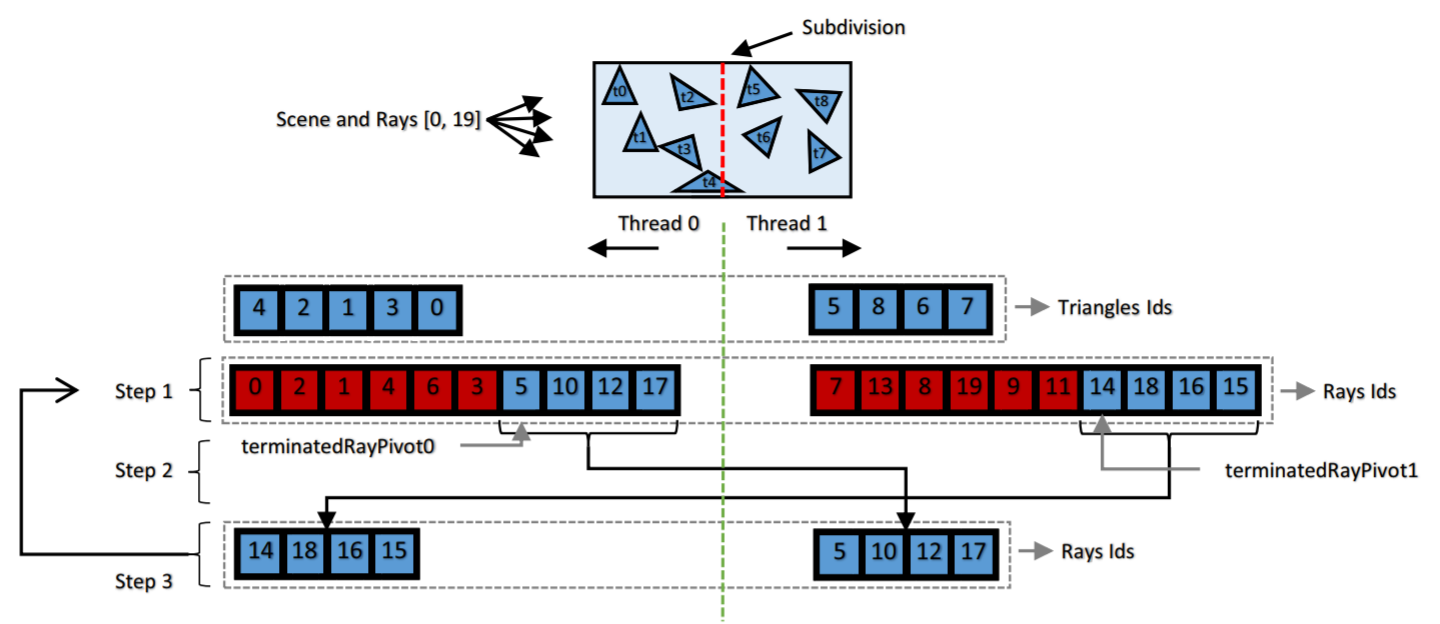 Subdivision
Scene and Rays [0, 19]
t0 t2 t5 t8
t1 t3 t6 t7
t4
Thread 0 Thread 1
4 2 1 3 0 5 8 6 7 Triangles Ids
Step 1 0 2 1 4 6 3 5 10 12 17 7 13 8 19 9 11 14 18 16 15 Rays Ids
terminatedRayPivot0
Step 2 terminatedRayPivot1
14 18 16 15 5 10 12 17 Rays Ids
Step 3